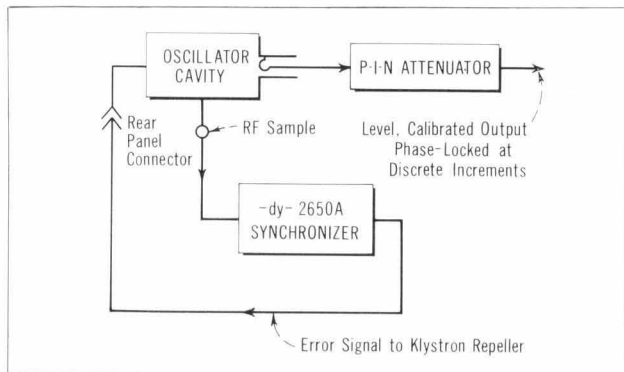 OSCILLATOR
CAVITY
P-I-N ATTENUATOR
Rear
Panel
Connector
RF Sample
Level, Calibrated Output
Phase-Locked at
Discrete Increments
-dy- 2650A
SYNCHRONIZER
Error Signal to Klystron Repeller